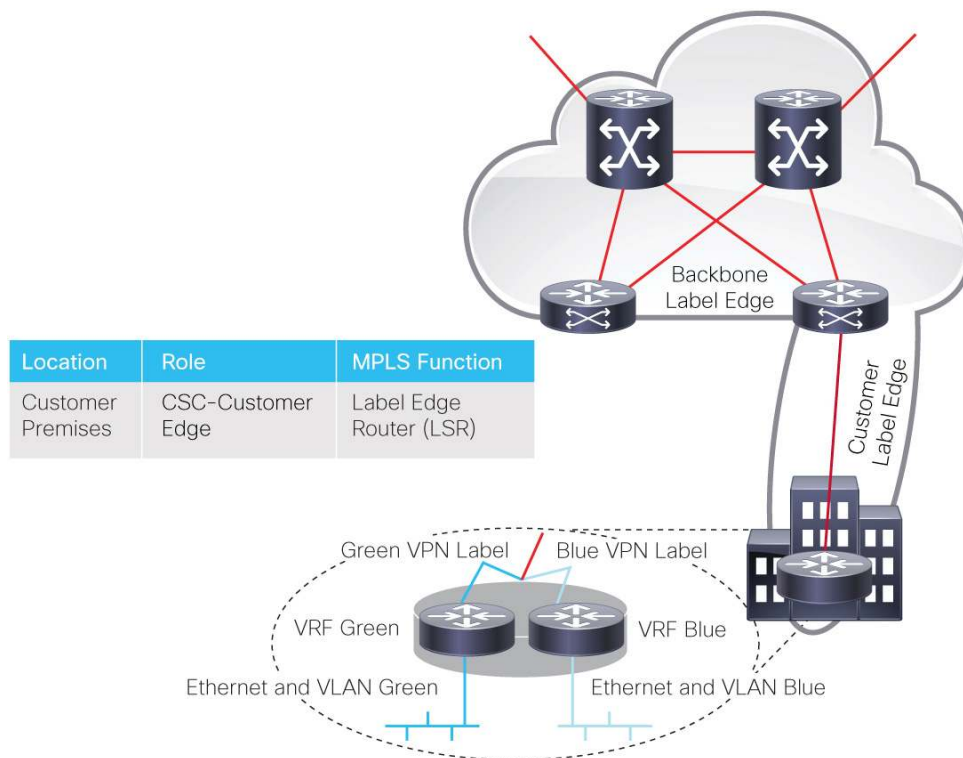 Backbone
Label Edge
Location Role MPLS Function
Customer
Premises
CSC-Customer
Edge
Label Edge
Router (LSR)
Customer
Label Edge
Green VPN Label
Blue VPN Label
VRF Green
VRF Blue
Ethernet and VLAN Green
Ethernet and VLAN Blue